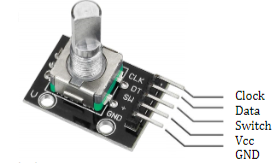 CLK
DT
SW
+
GND
Clock
Data
Switch
Vcc
GND